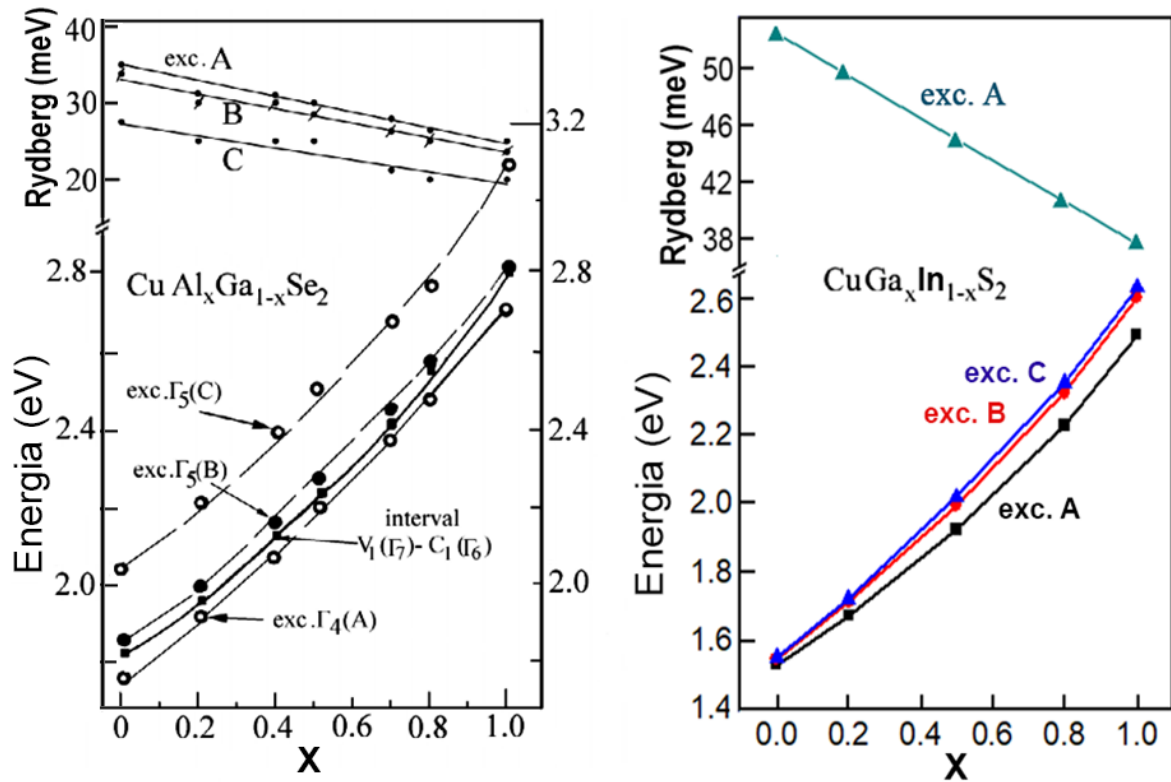 Rydberg (meV)
40
30
20
exc. A
B
C
3.2
2.8
2.4
2.0
CuAlxGa1-xSe2
Energia (eV)
2.8
2.4
2.0
exc.Γ5(C)
exc.Γ5(B)
interval
V1(Γ7)-C1(Γ6)
exc.Γ4(A)
0
0.2
0.4
0.6
0.8
1.0
X
Rydberg (meV)
50
46
42
38
exc. A
CuGaxIn1-xS2
Energia (eV)
2.6
2.4
2.2
2.0
1.8
1.6
1.4
exc. C
exc. B
exc. A
0.0
0.2
0.4
0.6
0.8
1.0
X